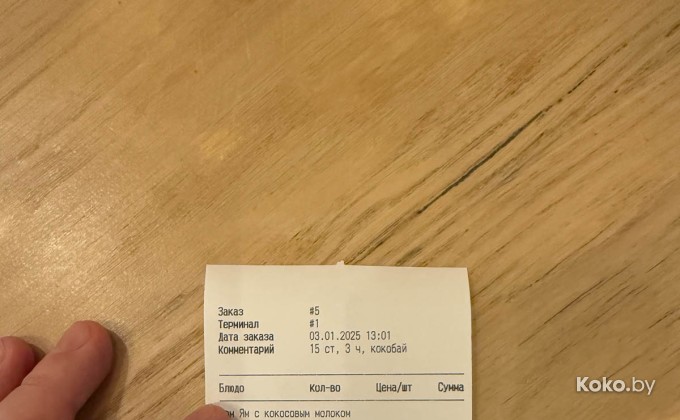 Заказ #5
Терминал #1
Дата заказа 03.01.2025 13:01
Комментарий 15 ст, 3 ч, кокобай
Блюдо Кол-во Цена/шт Сумма
Ям с кокосовым молоком
Koko.by